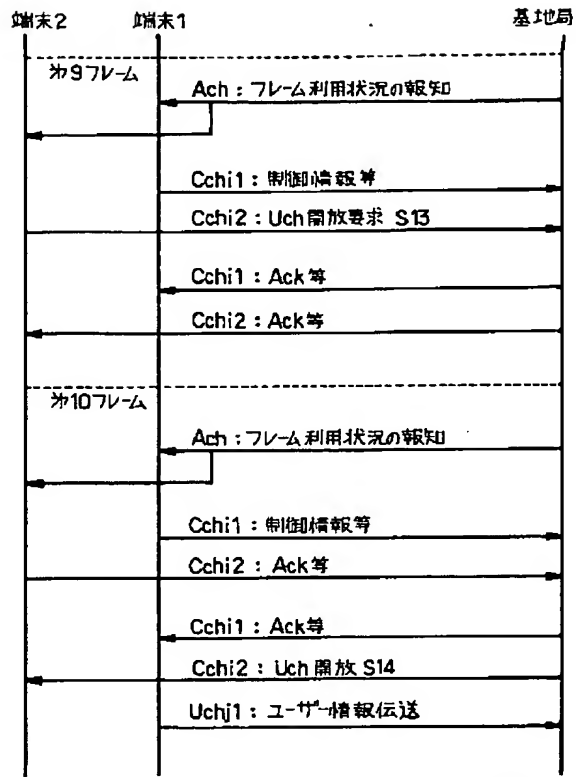 端末2 端末1 基地局
第9フレーム
Ach : フレーム利用状況の報知
Cchi1 : 制御情報等
Cchi2 : Uch開放要求 S13
Cchi1 : Ack等
Cchi2 : Ack等
第10フレーム
Ach : フレーム利用状況の報知
Cchi1 : 制御情報等
Cchi2 : Ack等
Cchi1 : Ack等
Cchi2 : Uch開放 S14
Uchj1 : ユーザー情報伝送